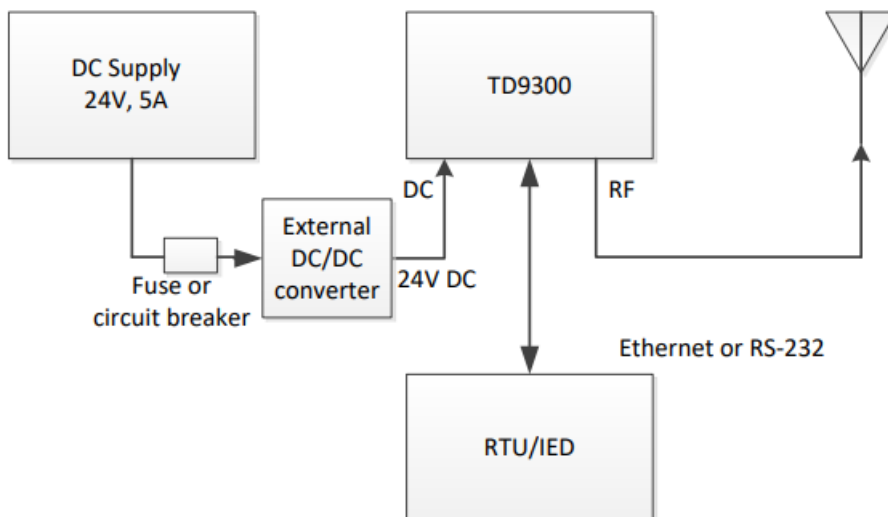 DC Supply
24V, 5A
TD9300
DC
RF
External
DC/DC
converter
24V DC
Fuse or
circuit breaker
Ethernet or RS-232
RTU/IED